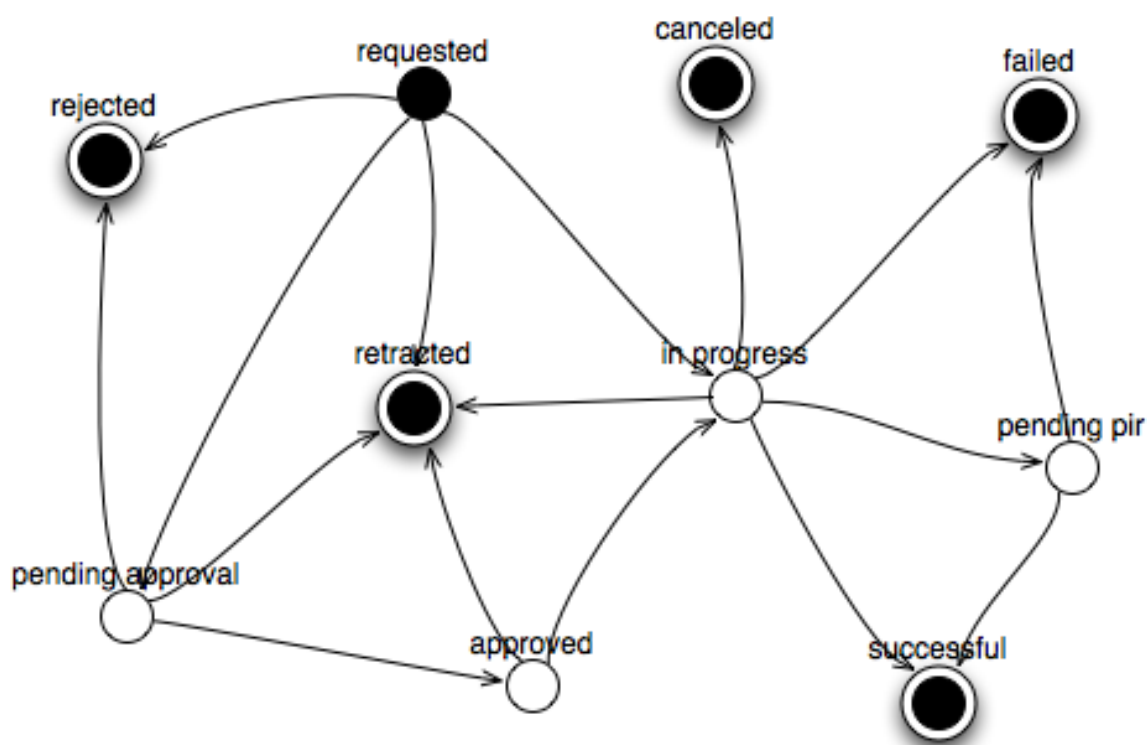 canceled
requested
failed
rejected
retracted
in progress
pending pir
pending approval
approved
successful